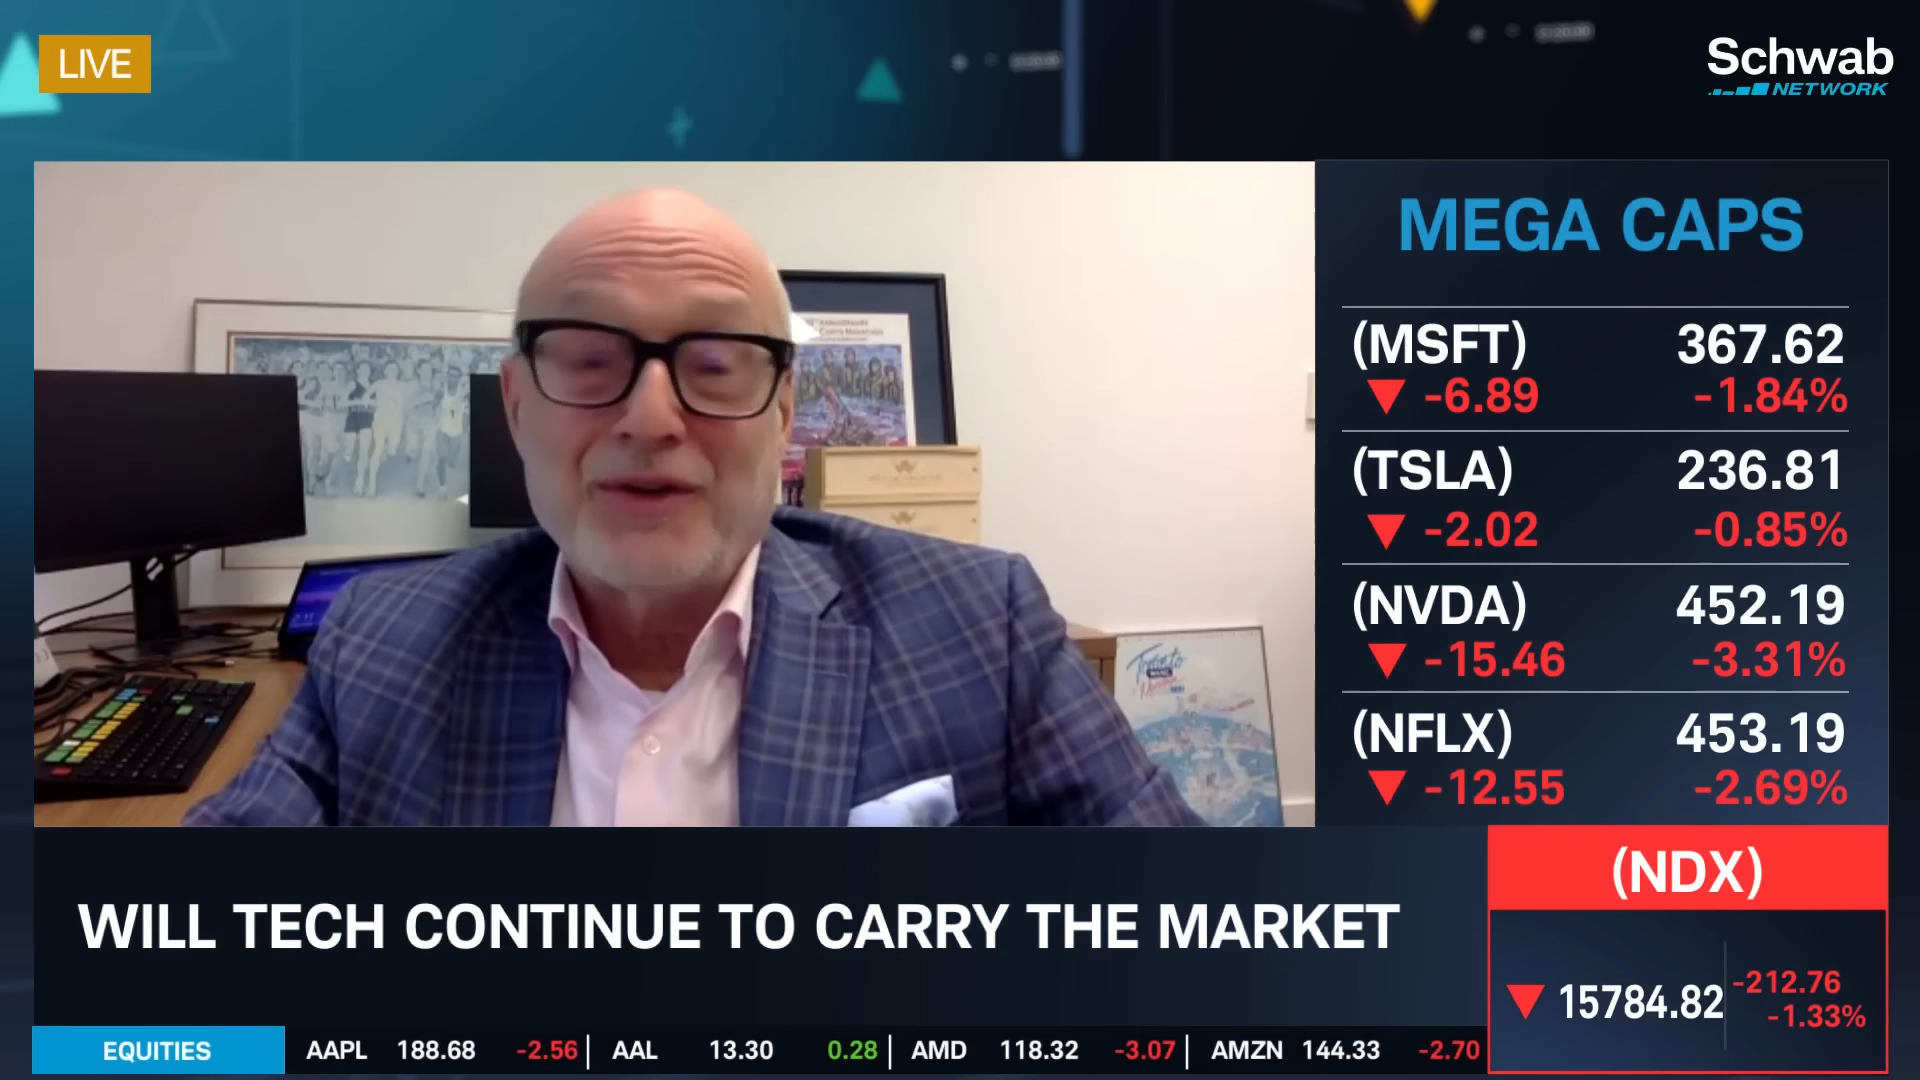 LIVE
Schwab
NETWORK
MEGA CAPS
(MSFT) 367.62
▼ -6.89 -1.84%
(TSLA) 236.81
▼ -2.02 -0.85%
(NVDA) 452.19
▼ -15.46 -3.31%
(NFLX) 453.19
▼ -12.55 -2.69%
Toronto
WILL TECH CONTINUE TO CARRY THE MARKET
(NDX)
▼ 15784.82 -212.76
-1.33%
EQUITIES AAPL 188.68 -2.56 | AAL 13.30 0.28 | AMD 118.32 -3.07 | AMZN 144.33 -2.70